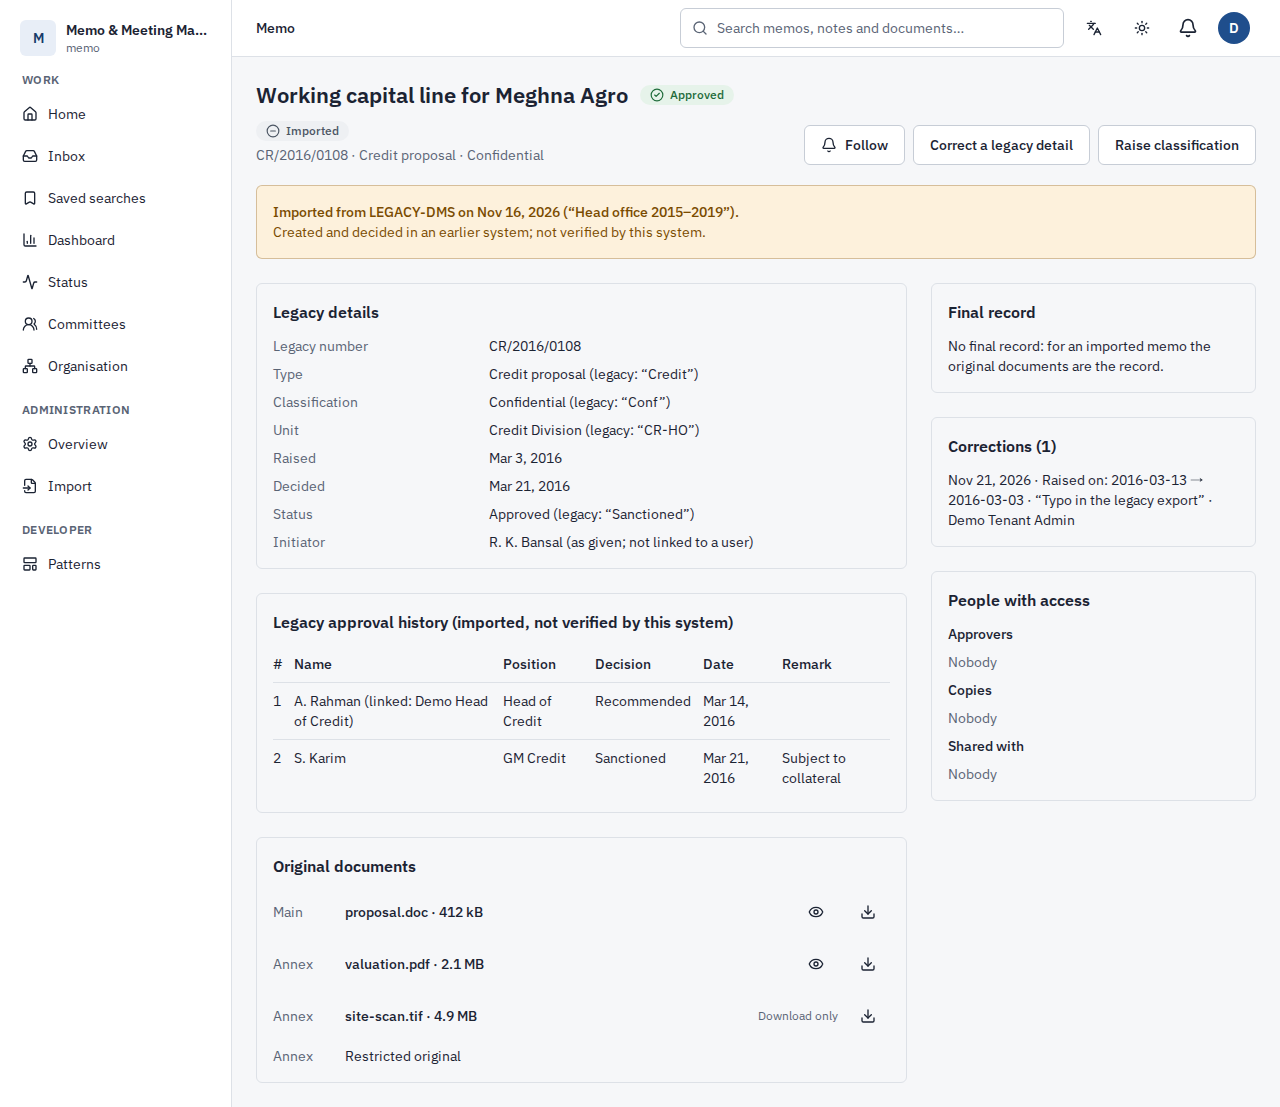 M
Memo & Meeting Ma...
memo
WORK
Home
Inbox
Saved searches
Dashboard
Status
Committees
Organisation
ADMINISTRATION
Overview
Import
DEVELOPER
Patterns
Memo
Search memos, notes and documents...
D
Working capital line for Meghna Agro
Approved
Imported
CR/2016/0108 · Credit proposal · Confidential
Follow
Correct a legacy detail
Raise classification
Imported from LEGACY-DMS on Nov 16, 2026 (“Head office 2015–2019”).
Created and decided in an earlier system; not verified by this system.
Legacy details
Legacy number CR/2016/0108
Type Credit proposal (legacy: “Credit”)
Classification Confidential (legacy: “Conf”)
Unit Credit Division (legacy: “CR-HO”)
Raised Mar 3, 2016
Decided Mar 21, 2016
Status Approved (legacy: “Sanctioned”)
Initiator R. K. Bansal (as given; not linked to a user)
Legacy approval history (imported, not verified by this system)
# Name Position Decision Date Remark
1 A. Rahman (linked: Demo Head Head of Recommended Mar 14,
of Credit) Credit 2016
2 S. Karim GM Credit Sanctioned Mar 21, Subject to
2016 collateral
Original documents
Main proposal.doc · 412 kB
Annex valuation.pdf · 2.1 MB
Annex site-scan.tif · 4.9 MB Download only
Annex Restricted original
Final record
No final record: for an imported memo the
original documents are the record.
Corrections (1)
Nov 21, 2026 · Raised on: 2016-03-13 →
2016-03-03 · “Typo in the legacy export” ·
Demo Tenant Admin
People with access
Approvers
Nobody
Copies
Nobody
Shared with
Nobody